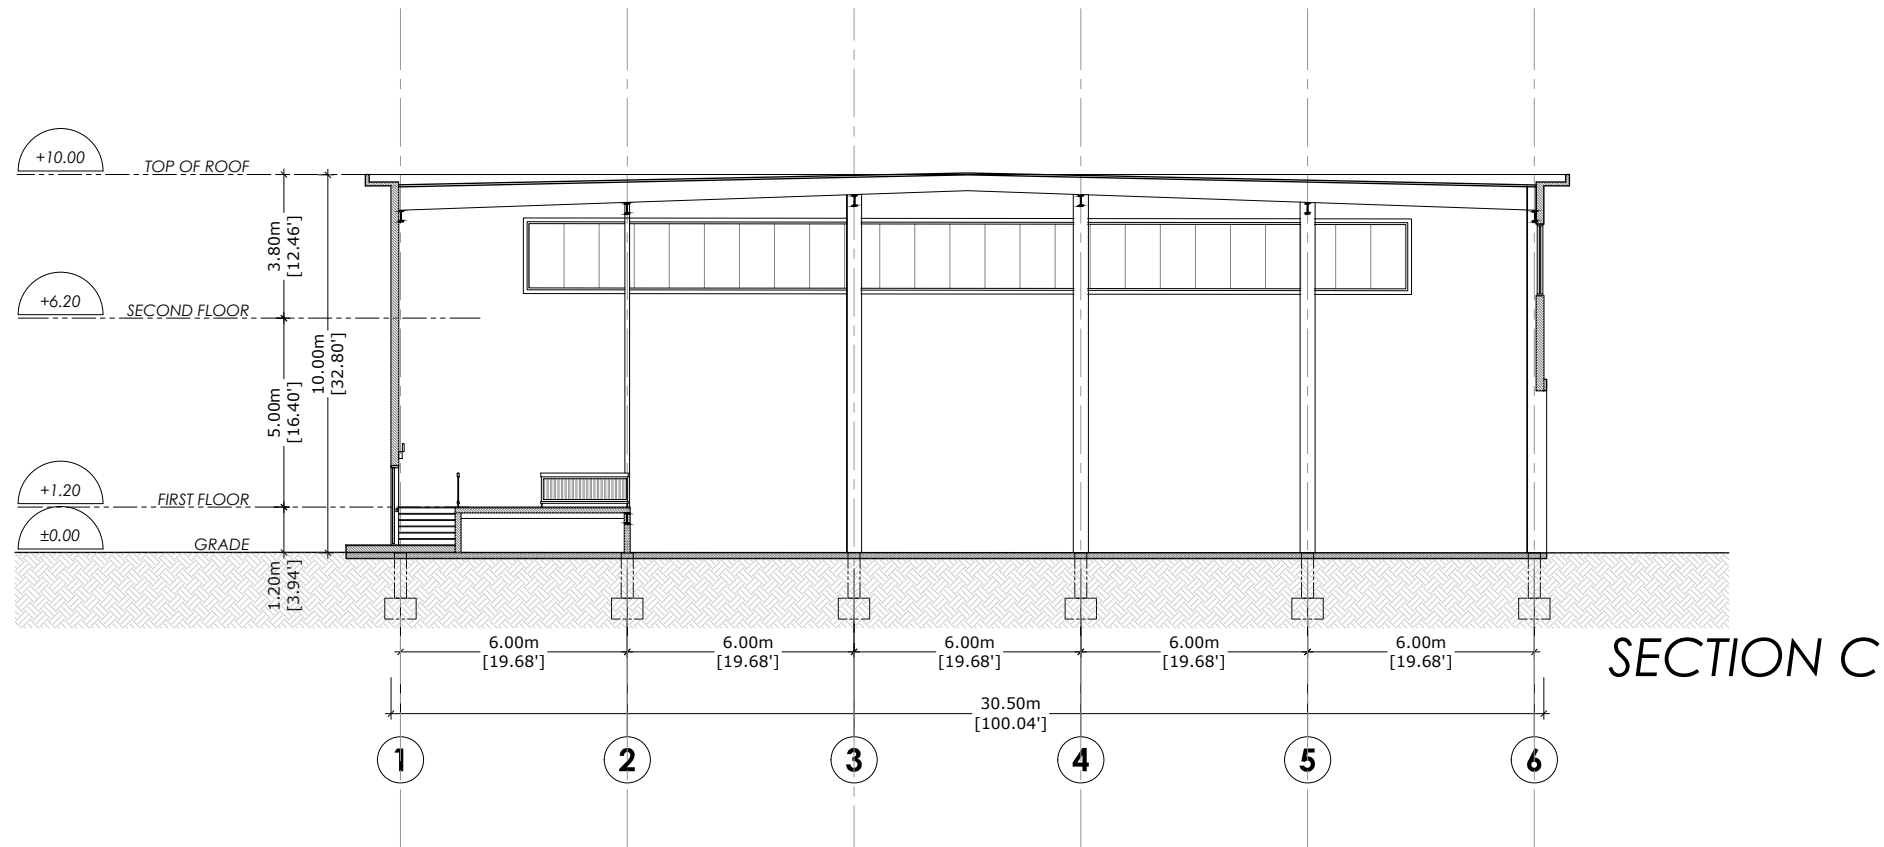 +10.00
TOP OF ROOF
3.80m
[12.46']
+6.20
SECOND FLOOR
10.00m
[32.80']
5.00m
[16.40']
+1.20
FIRST FLOOR
±0.00
GRADE
1.20m
[3.94']
6.00m
[19.68']
6.00m
[19.68']
6.00m
[19.68']
6.00m
[19.68']
6.00m
[19.68']
SECTION C
30.50m
[100.04']
1
2
3
4
5
6